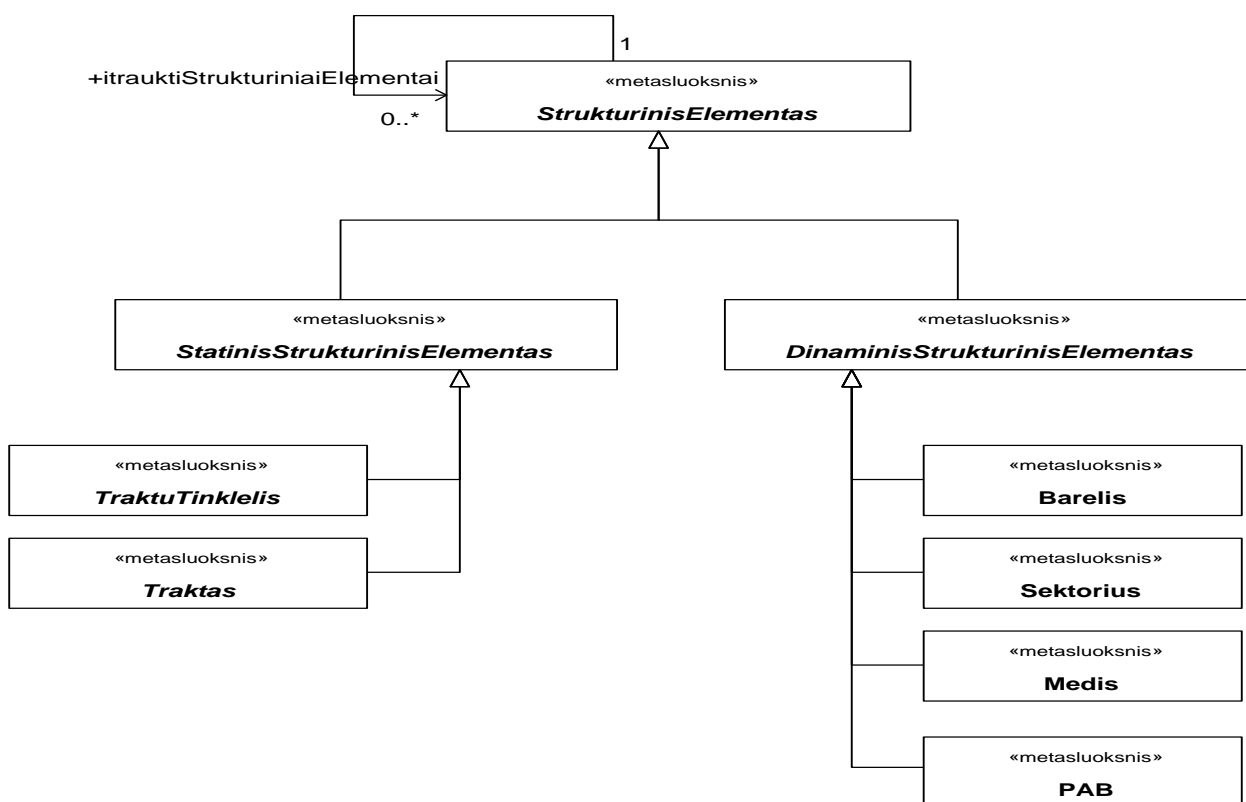 1
+itrauktiStrukturiniaiElementai
0..*
«metasluoksnis»
StrukturinisElementas
«metasluoksnis»
StatinisStrukturinisElementas
«metasluoksnis»
DinaminisStrukturinisElementas
«metasluoksnis»
TraktuTinklelis
«metasluoksnis»
Traktas
«metasluoksnis»
Barelis
«metasluoksnis»
Sektorius
«metasluoksnis»
Medis
«metasluoksnis»
PAB